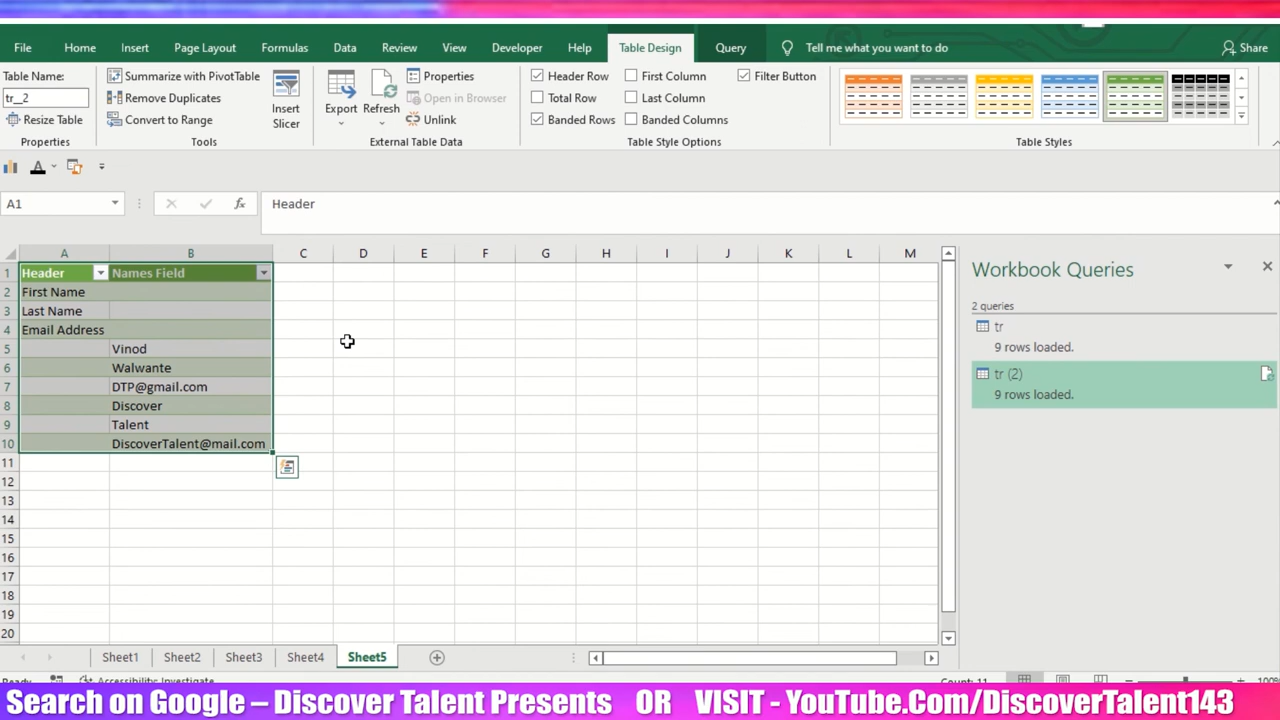 File Home Insert Page Layout Formulas Data Review View Developer Help Table Design Query Tell me what you want to do Share
Table Name: Summarize with PivotTable Properties Header Row First Column Filter Button
tr__2 Remove Duplicates Insert Slicer Export Refresh Open in Browser Total Row Last Column
Resize Table Convert to Range Unlink Banded Rows Banded Columns
Properties Tools External Table Data Table Style Options Table Styles
A
A1 fx Header
A B C D E F G H I J K L M
1 Header Names Field
2 First Name
3 Last Name
4 Email Address
5 Vinod
6 Walwante
7 DTP@gmail.com
8 Discover
9 Talent
10 DiscoverTalent@mail.com
11
12
13
14
15
16
17
18
19
20
Workbook Queries
2 queries
tr
9 rows loaded.
tr (2)
9 rows loaded.
Sheet1 Sheet2 Sheet3 Sheet4 Sheet5
Search on Google – Discover Talent Presents OR VISIT - YouTube.Com/DiscoverTalent143